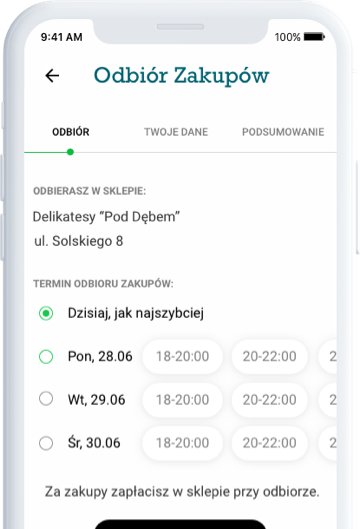 9:41 AM 100%
Odbiór Zakupów
ODBIÓR TWOJE DANE PODSUMOWANIE
ODBIERASZ W SKLEPIE:
Delikatesy “Pod Dębem”
ul. Solskiego 8
TERMIN ODBIORU ZAKUPÓW:
Dzisiaj, jak najszybciej
Pon, 28.06 18-20:00 20-22:00 2
Wt, 29.06 18-20:00 20-22:00 2
Śr, 30.06 18-20:00 20-22:00 2
Za zakupy zapłacisz w sklepie przy odbiorze.